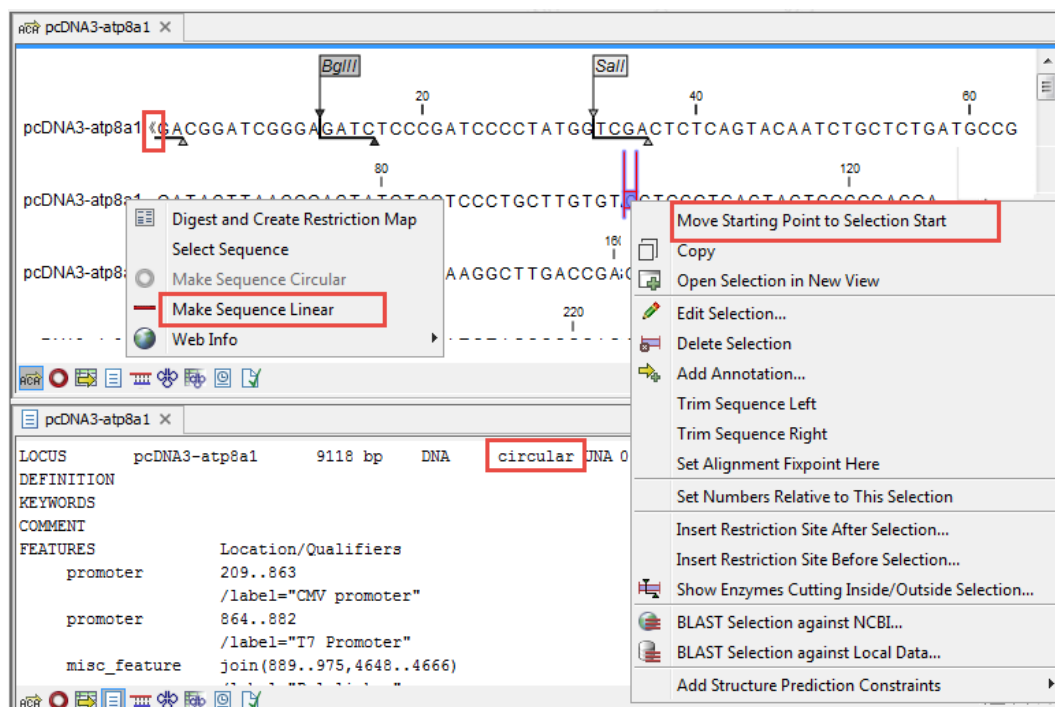 pcDNA3-atp8a1
BglII SalI
20 40 60
pcDNA3-atp8a1 «GACGGATCGGGAGATCTCCCGATCCCCTATGGTCGACTCTCAGTACAATCTGCTCTGATGCCG
80 120
pcDNA3-atp8a1
TCCCTGCTTGTGT
pcDNA3-atp8
AAGGCTTGACCGA
220
Digest and Create Restriction Map
Select Sequence
Make Sequence Circular
Make Sequence Linear
Web Info
Move Starting Point to Selection Start
Copy
Open Selection in New View
Edit Selection...
Delete Selection
Add Annotation...
Trim Sequence Left
Trim Sequence Right
Set Alignment Fixpoint Here
Set Numbers Relative to This Selection
Insert Restriction Site After Selection...
Insert Restriction Site Before Selection...
Show Enzymes Cutting Inside/Outside Selection...
BLAST Selection against NCBI...
BLAST Selection against Local Data...
Add Structure Prediction Constraints
pcDNA3-atp8a1
LOCUS pcDNA3-atp8a1 9118 bp DNA circular
DEFINITION
KEYWORDS
COMMENT
FEATURES Location/Qualifiers
promoter 209..863
/label="CMV promoter"
promoter 864..882
/label="T7 Promoter"
misc_feature join(889..975,4648..4666)